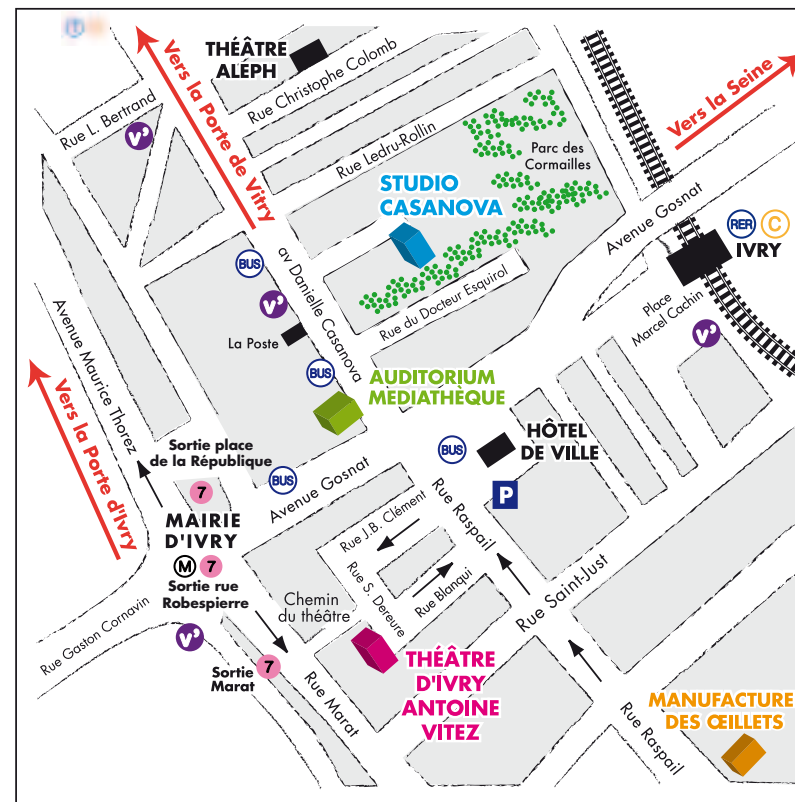 THÉÂTRE
ALEPH
Rue Christophe Colomb
Vers la Porte de Vitry
Rue L. Bertrand
v'
Rue Ledru-Rollin
Parc des
Cormailles
Vers la Seine
STUDIO
CASANOVA
Avenue Gosnat
RER C
IVRY
BUS
av Danielle Casanova
v'
Rue du Docteur Esquirol
Place
Marcel Cachin
v'
La Poste
Avenue Maurice Thorez
BUS
AUDITORIUM
MEDIATHÈQUE
Vers la Porte d'Ivry
Sortie place
de la République
7
BUS
Avenue Gosnat
BUS
HÔTEL
DE VILLE
P
MAIRIE
D'IVRY
M 7
Sortie rue
Robespierre
Rue J.B. Clément
Rue Raspail
Rue S. Dereure
Rue Blanqui
Rue Saint-Just
Chemin
du théâtre
Rue Gaston Cornavin
v'
Sortie
Marat
7
Rue Marat
THÉÂTRE
D'IVRY
ANTOINE
VITEZ
Rue Raspail
MANUFACTURE
DES ŒILLETS